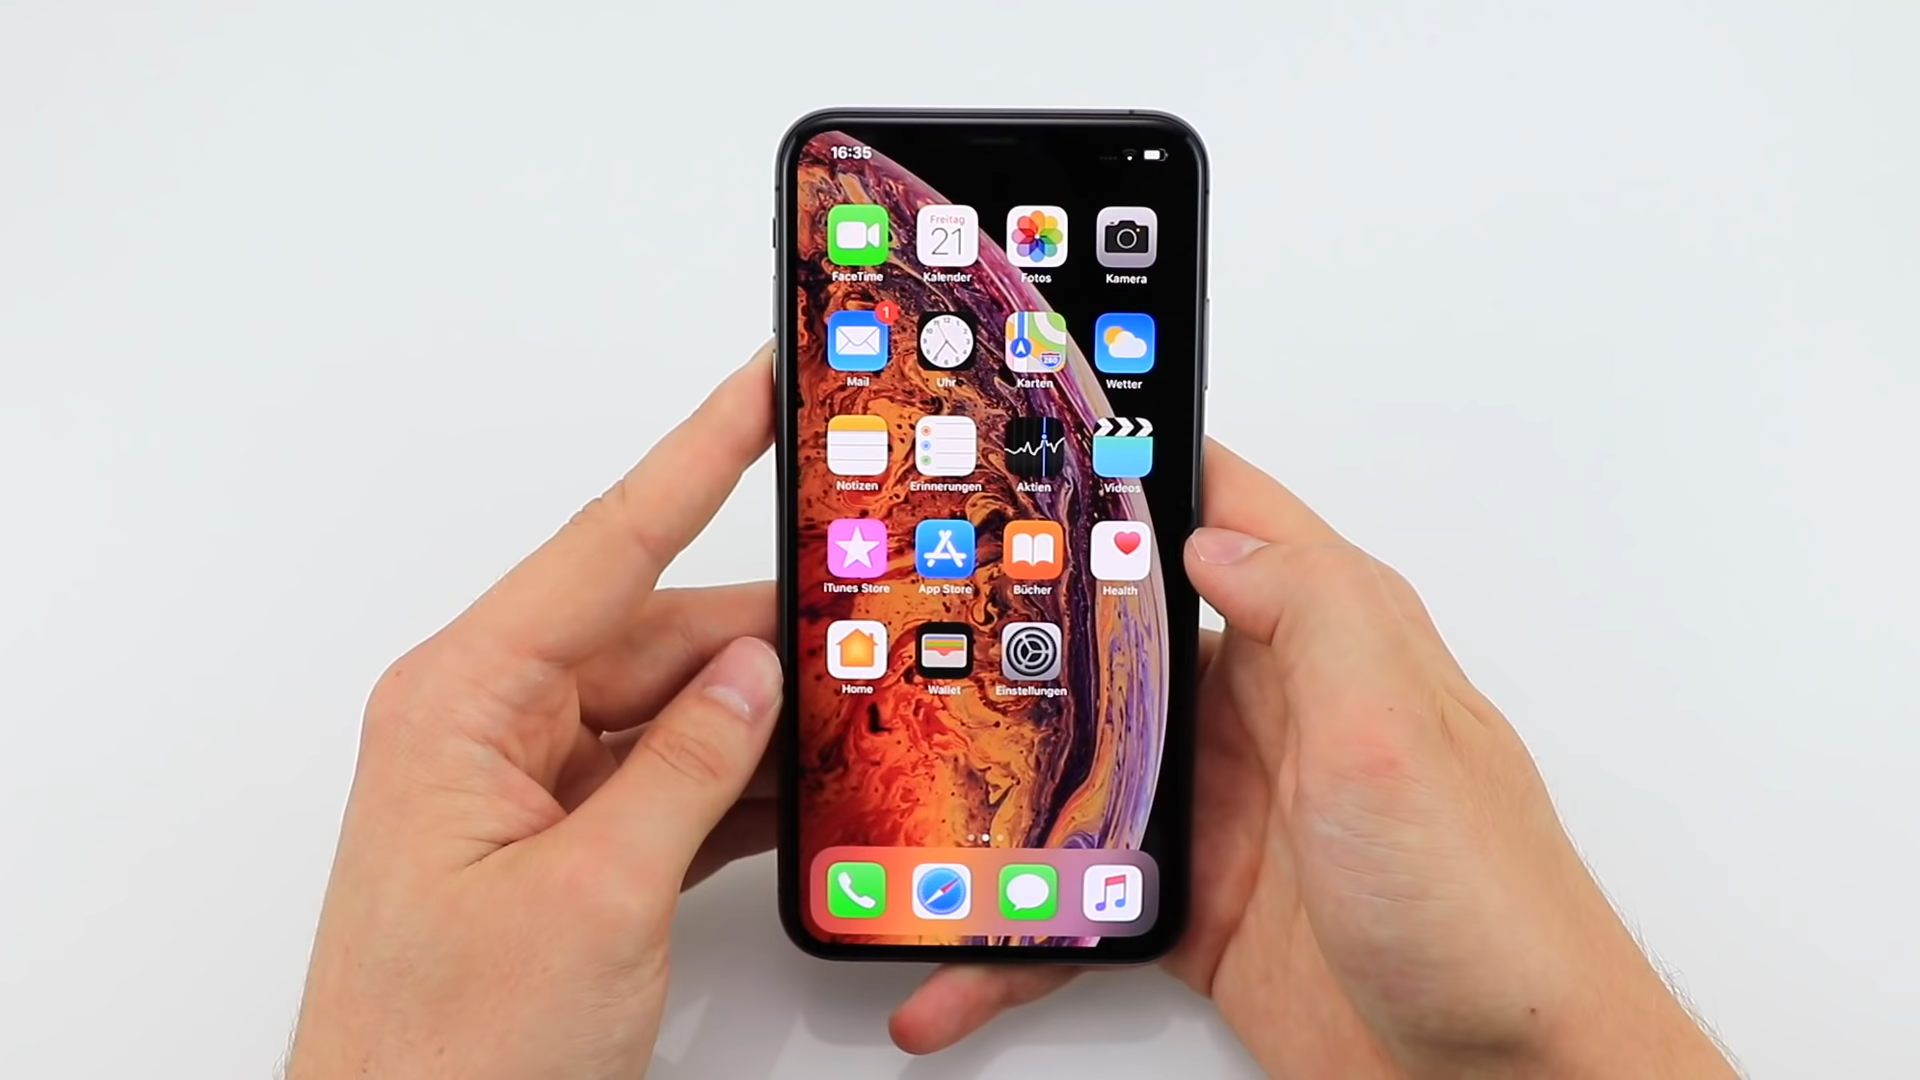 16:35
Freitag
21
FaceTime Kalender Fotos Kamera
1
280
Mail Uhr Karten Wetter
Notizen Erinnerungen Aktien Videos
iTunes Store App Store Bücher Health
Home Wallet Einstellungen